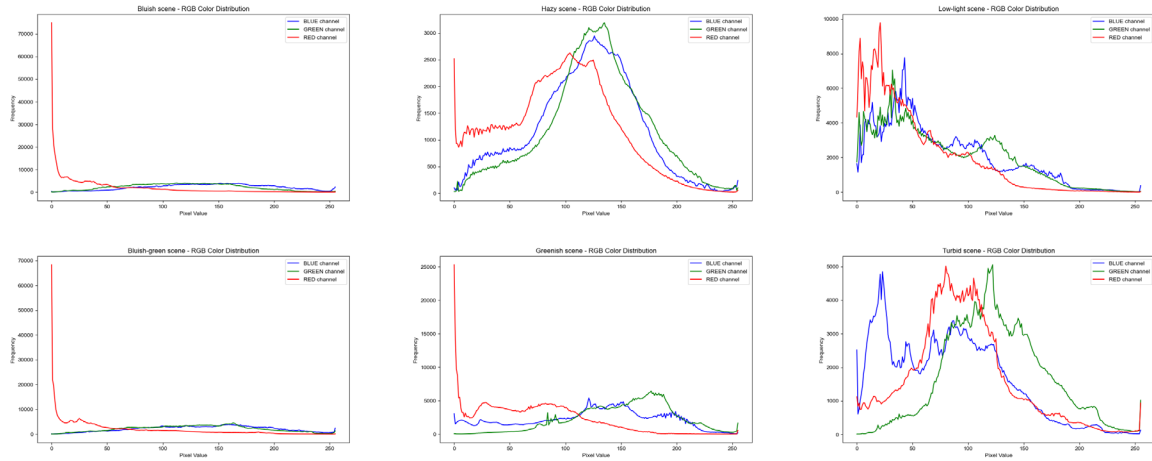 Bluish scene - RGB Color Distribution
BLUE channel
GREEN channel
RED channel
70000
60000
50000
40000
30000
20000
10000
0
Frequency
0 50 100 150 200 250
Pixel Value
Hazy scene - RGB Color Distribution
BLUE channel
GREEN channel
RED channel
3000
2500
2000
1500
1000
500
0
Frequency
0 50 100 150 200 250
Pixel Value
Low-light scene - RGB Color Distribution
BLUE channel
GREEN channel
RED channel
10000
8000
6000
4000
2000
0
Frequency
0 50 100 150 200 250
Pixel Value
Bluish-green scene - RGB Color Distribution
BLUE channel
GREEN channel
RED channel
70000
60000
50000
40000
30000
20000
10000
0
Frequency
0 50 100 150 200 250
Pixel Value
Greenish scene - RGB Color Distribution
BLUE channel
GREEN channel
RED channel
25000
20000
15000
10000
5000
0
Frequency
0 50 100 150 200 250
Pixel Value
Turbid scene - RGB Color Distribution
BLUE channel
GREEN channel
RED channel
5000
4000
3000
2000
1000
0
Frequency
0 50 100 150 200 250
Pixel Value